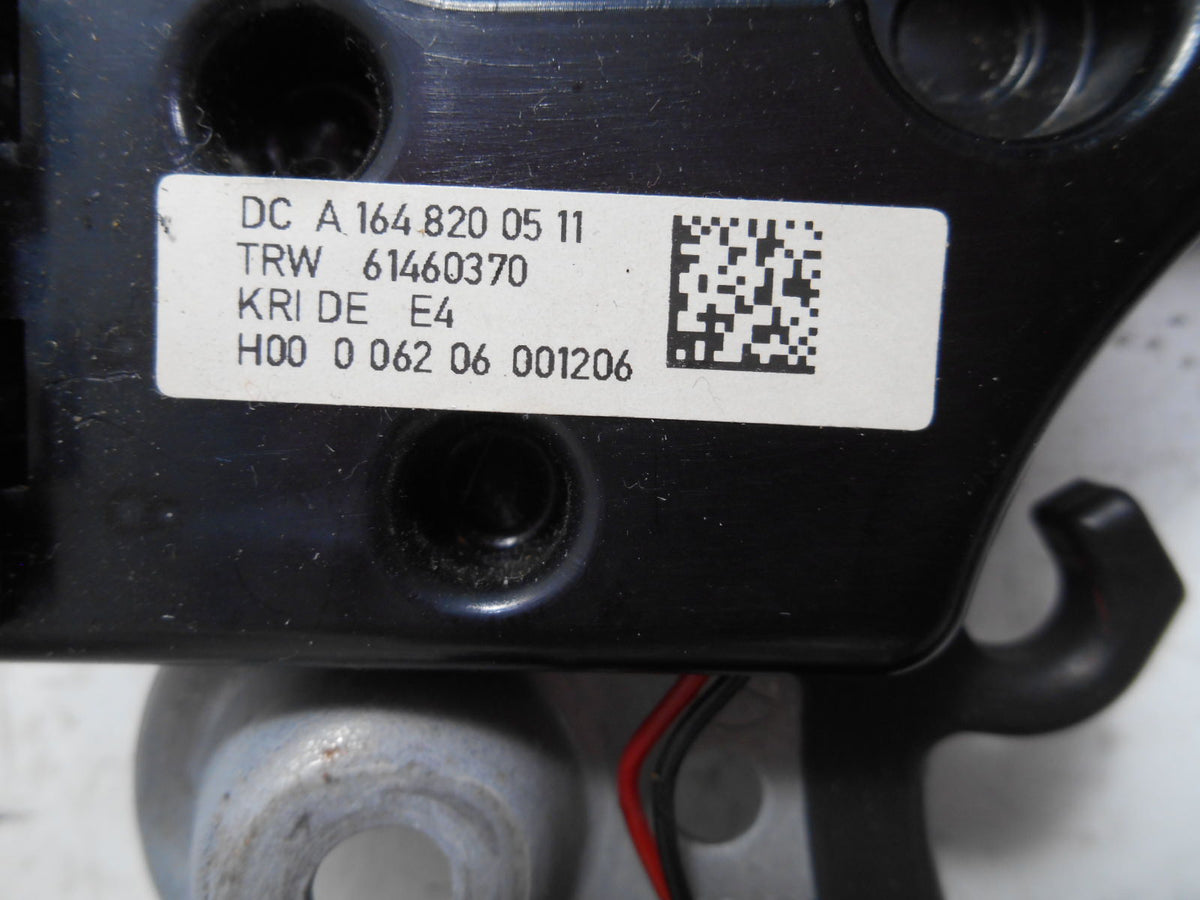 DC A 164 820 05 11
TRW 61460370
KRI DE E4
H00 0 062 06 001206